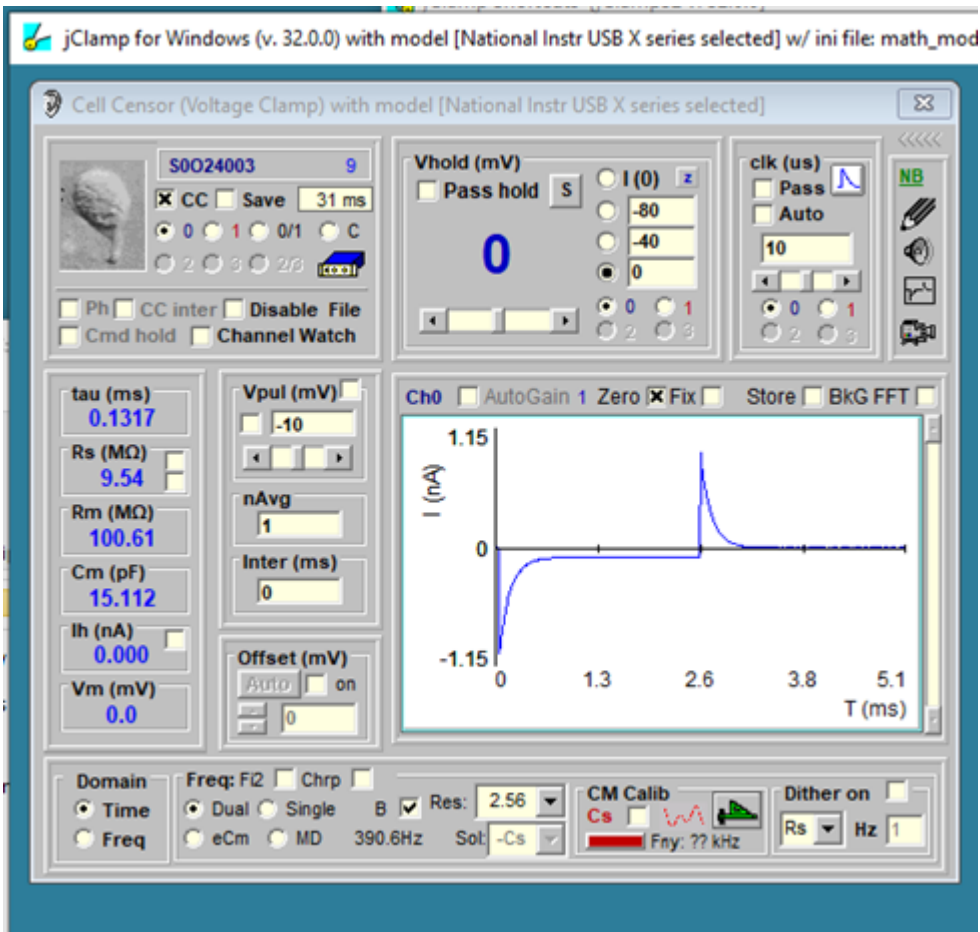 jClamp for Windows (v. 32.0.0) with model [National Instr USB X series selected] w/ ini file: math_mod
Cell Censor (Voltage Clamp) with model [National Instr USB X series selected]
S0O24003 9
CC Save 31 ms
0 1 0/1 C
2 3 2/3
Ph CC inter Disable File
Cmd hold Channel Watch
Vhold (mV)
Pass hold S
0
I (0) z
-80
-40
0
0 1
2 3
clk (us)
Pass
Auto
10
0 1
2 3
NB
tau (ms)
0.1317
Rs (MΩ)
9.54
Rm (MΩ)
100.61
Cm (pF)
15.112
Ih (nA)
0.000
Vm (mV)
0.0
Vpul (mV)
-10
nAvg
1
Inter (ms)
0
Offset (mV)
Auto on
0
Ch0 AutoGain 1 Zero Fix Store BkG FFT
1.15
I (nA)
0
-1.15
0 1.3 2.6 3.8 5.1
T (ms)
Domain
Time
Freq
Freq: Fi2 Chrp
Dual Single B Res: 2.56
eCm MD 390.6Hz Sol: -Cs
CM Calib
Cs
Fny: ?? kHz
Dither on
Rs Hz 1